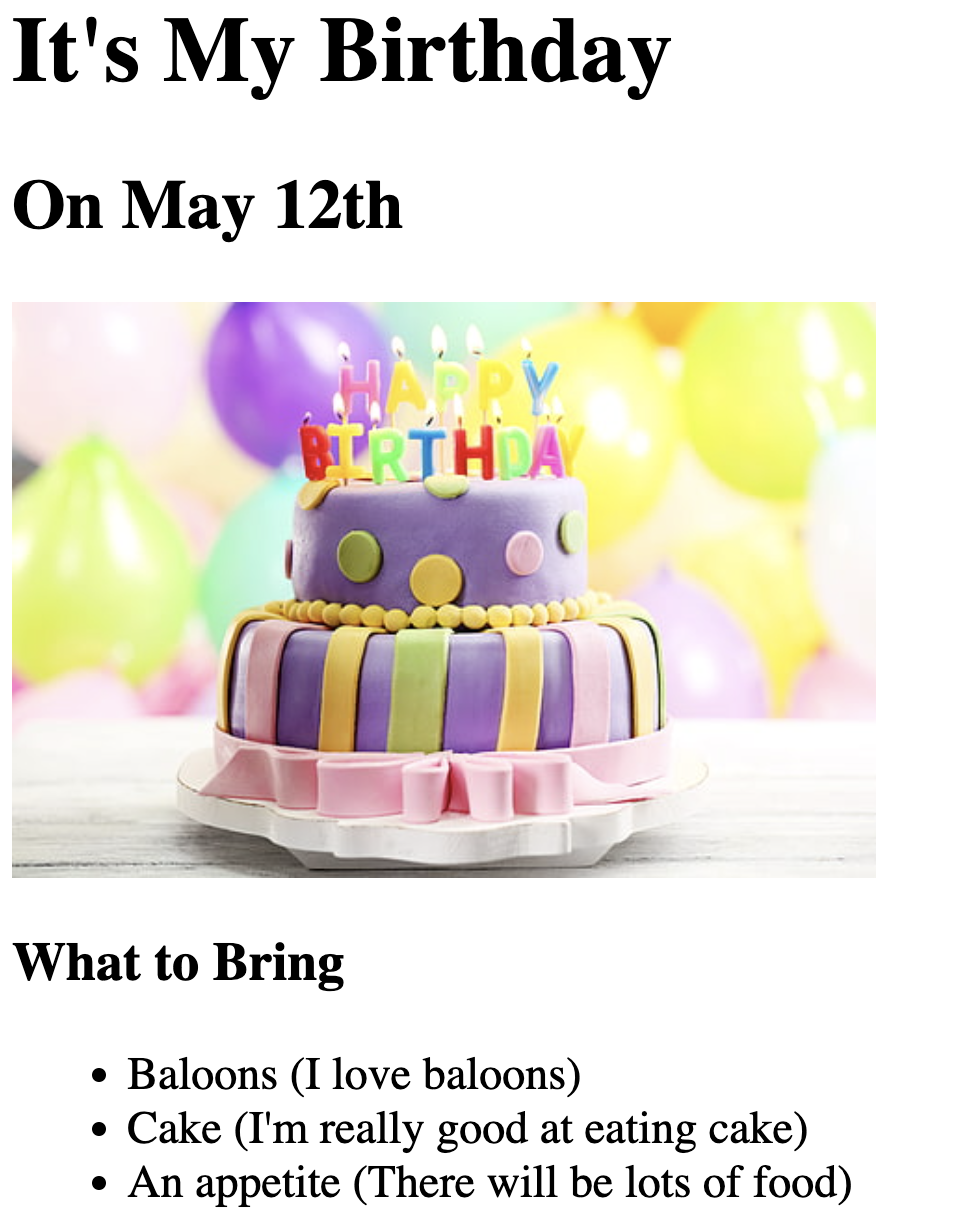 It's My Birthday
On May 12th
HAPPY
BIRTHDAY
What to Bring
Baloons (I love baloons)
Cake (I'm really good at eating cake)
An appetite (There will be lots of food)